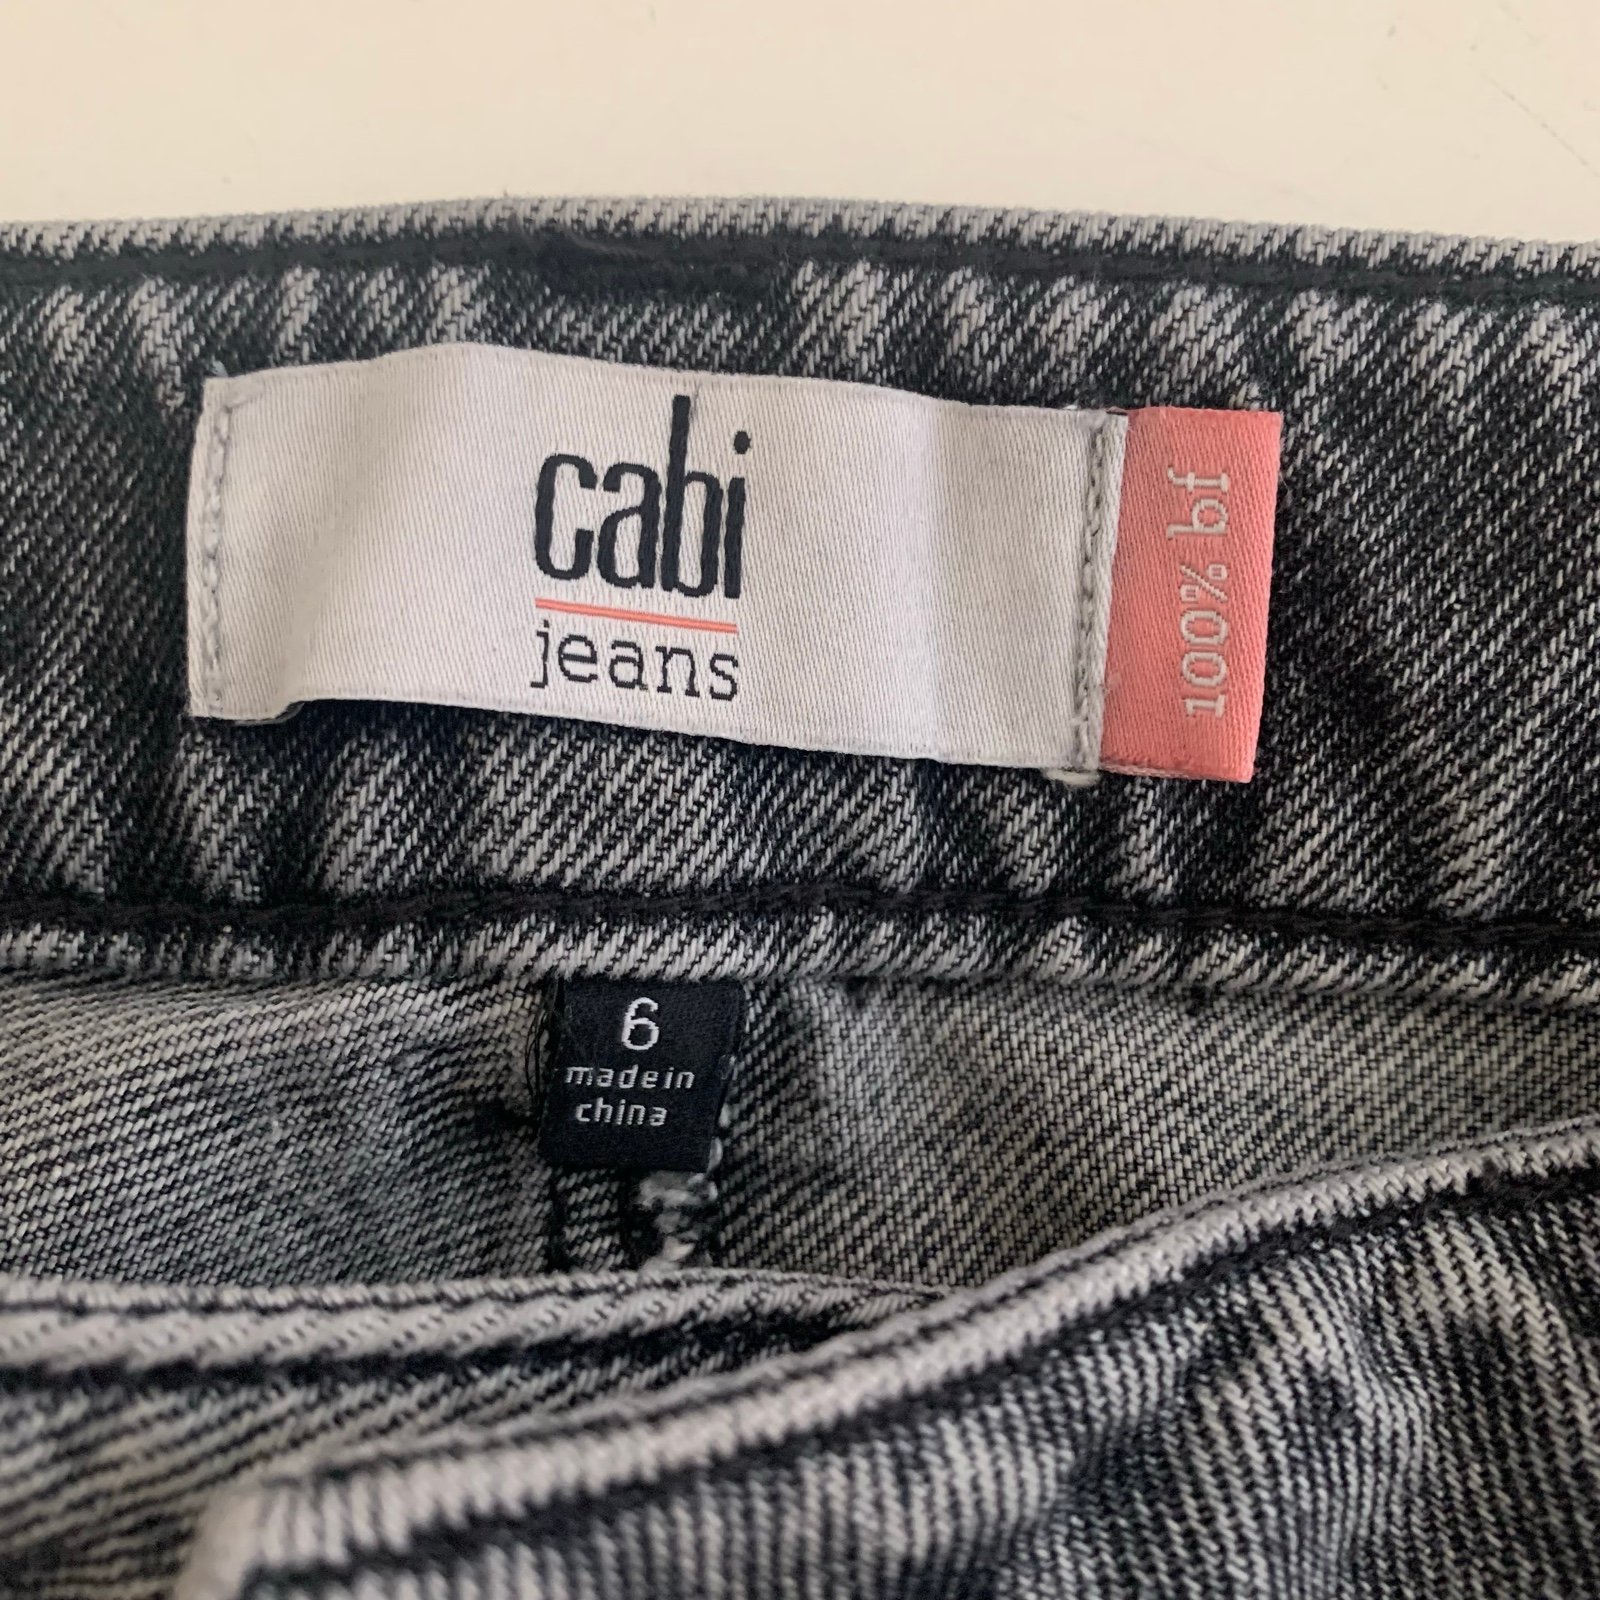 cabi
jeans
100% bf
6
made in
china